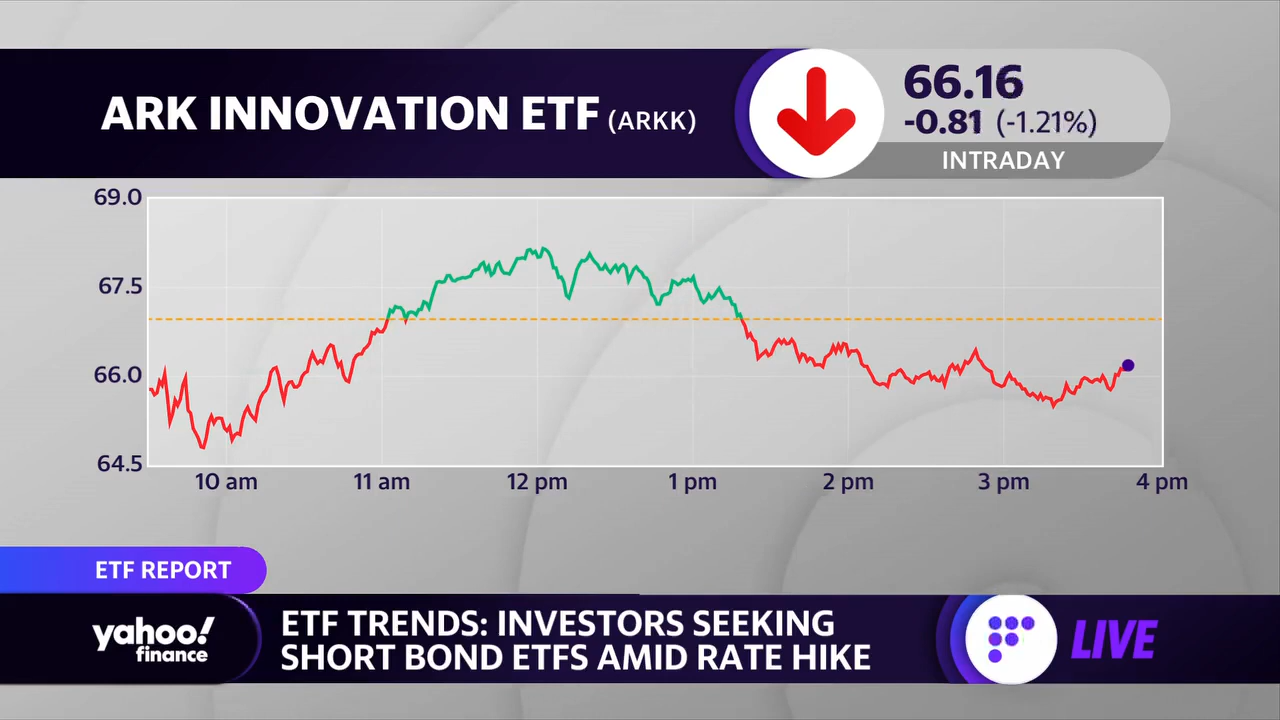 ARK INNOVATION ETF (ARKK)
66.16
-0.81 (-1.21%)
INTRADAY
69.0
67.5
66.0
64.5
10 am 11 am 12 pm 1 pm 2 pm 3 pm 4 pm
ETF REPORT
yahoo!
finance
ETF TRENDS: INVESTORS SEEKING
SHORT BOND ETFS AMID RATE HIKE
LIVE